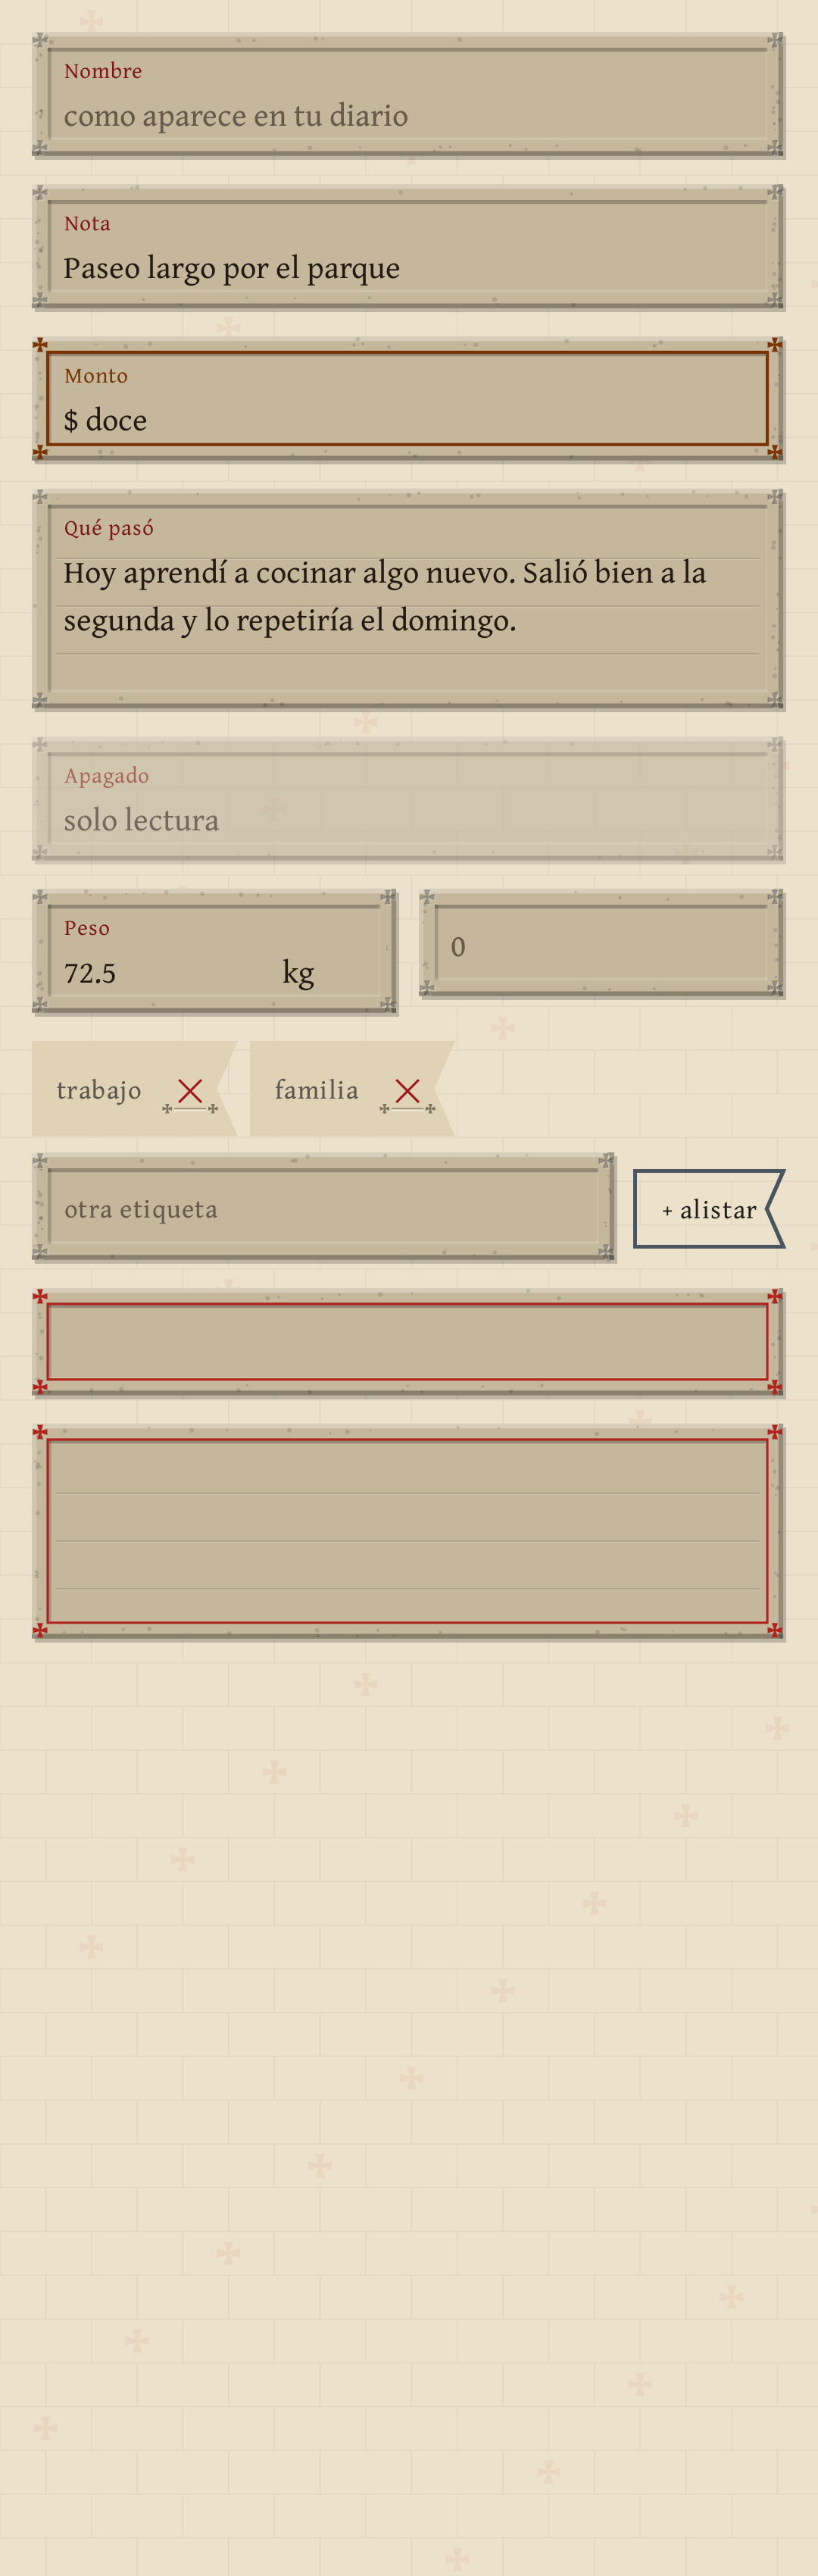 Nombre
como aparece en tu diario
Nota
Paseo largo por el parque
Monto
$ doce
Qué pasó
Hoy aprendí a cocinar algo nuevo. Salió bien a la
segunda y lo repetiría el domingo.
Apagado
solo lectura
Peso
72.5 kg
0
trabajo
familia
otra etiqueta
+ alistar